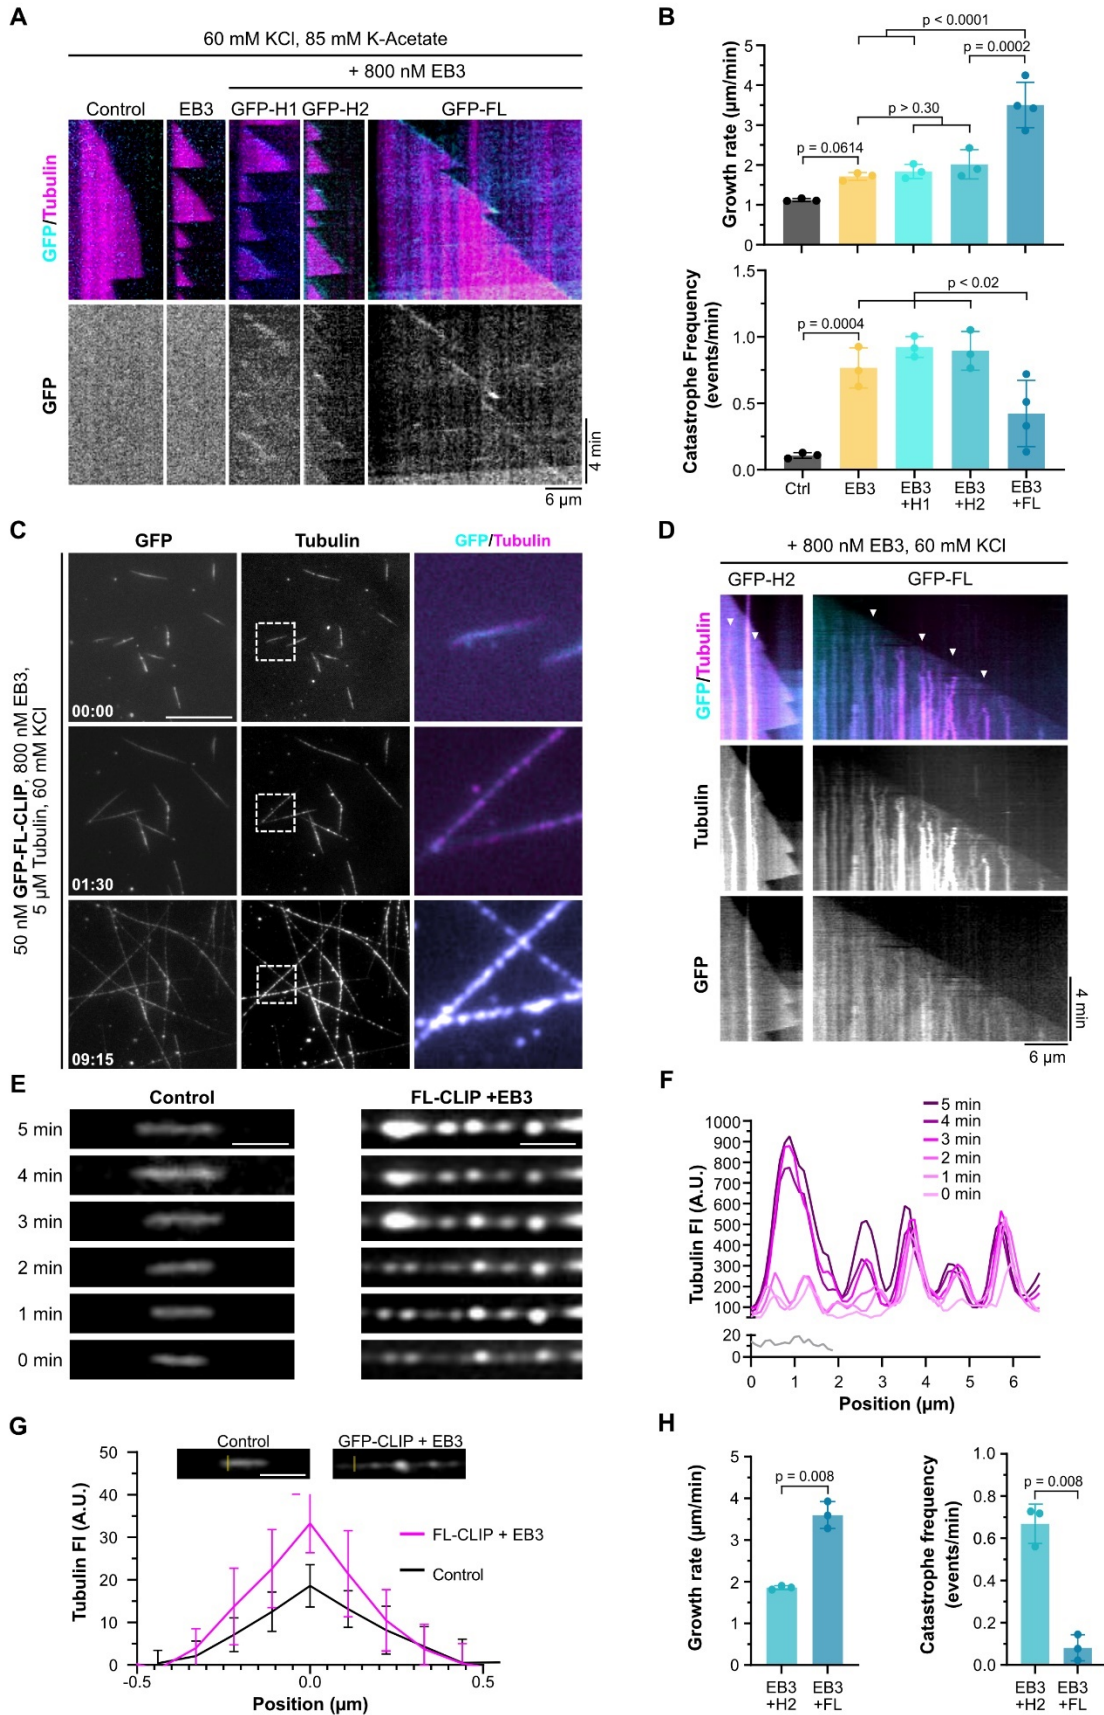 A
60 mM KCl, 85 mM K-Acetate
+ 800 nM EB3
Control EB3 GFP-H1 GFP-H2 GFP-FL
GFP/Tubulin
GFP
4 min
6 µm
B
p < 0.0001
p = 0.0002
p > 0.30
p = 0.0614
Growth rate (µm/min)
5
4
3
2
1
0
p < 0.02
p = 0.0004
Catastrophe Frequency
(events/min)
1.5
1.0
0.5
0.0
Ctrl EB3 EB3 EB3 EB3
+H1 +H2 +FL
C
GFP Tubulin GFP/Tubulin
50 nM GFP-FL-CLIP, 800 nM EB3,
5 µM Tubulin, 60 mM KCl
00:00
01:30
09:15
D
+ 800 nM EB3, 60 mM KCl
GFP-H2 GFP-FL
GFP/Tubulin
Tubulin
GFP
4 min
6 µm
E
Control FL-CLIP +EB3
5 min
4 min
3 min
2 min
1 min
0 min
F
5 min
4 min
3 min
2 min
1 min
0 min
Tubulin FI (A.U.)
1000
900
800
700
600
500
400
300
200
100
20
0
0 1 2 3 4 5 6
Position (µm)
G
Control GFP-CLIP + EB3
Tubulin FI (A.U.)
50
40
30
20
10
0
FL-CLIP + EB3
Control
-0.5 0.0 0.5
Position (µm)
H
Growth rate (µm/min)
5
4
3
2
1
0
p = 0.008
EB3 EB3
+H2 +FL
Catastrophe frequency
(events/min)
1.0
0.8
0.6
0.4
0.2
0.0
p = 0.008
EB3 EB3
+H2 +FL